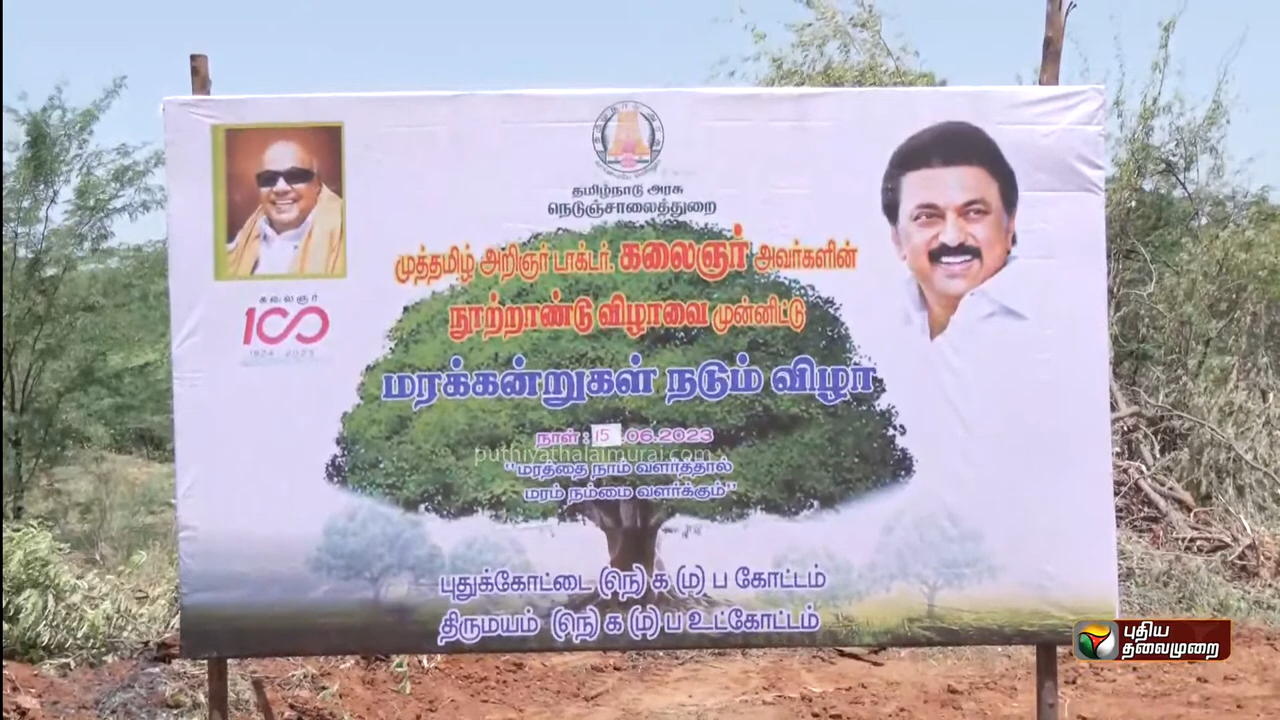 தமிழ்நாடு அரசு
நெடுஞ்சாலைத்துறை
முத்தமிழ் அறிஞர் டாக்டர். கலைஞர் அவர்களின்
நூற்றாண்டு விழாவை முன்னிட்டு
கலைஞர்
100
1924 - 2023
மரக்கன்றுகள் நடும் விழா
நாள் : 15.06.2023
puthiyathalaimurai.com
"மரத்தை நாம் வளர்த்தால்
மரம் நம்மை வளர்க்கும்"
புதுக்கோட்டை (நெ) க (ம) ப கோட்டம்
திருமயம் (நெ) க (ம) ப உட்கோட்டம்
புதிய
தலைமுறை